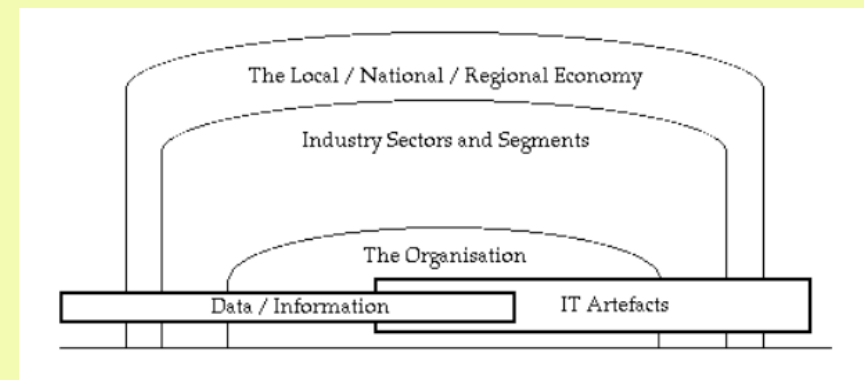 The Local / National / Regional Economy
Industry Sectors and Segments
The Organisation
Data / Information
IT Artefacts